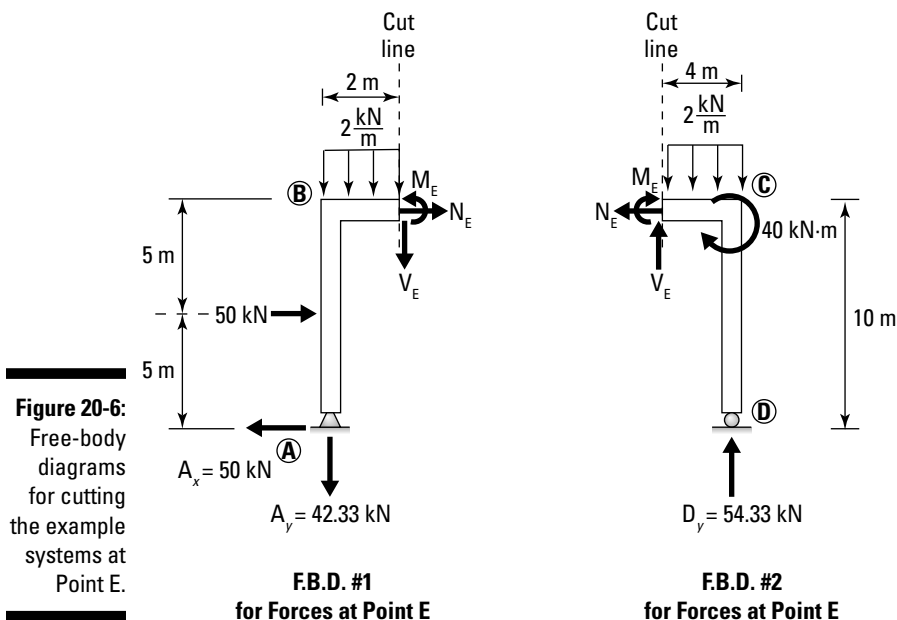 Cut
line
2 m
2 kN/m
B
M_E
N_E
V_E
5 m
50 kN
5 m
A
A_x = 50 kN
A_y = 42.33 kN
F.B.D. #1
for Forces at Point E
Cut
line
4 m
2 kN/m
M_E
C
N_E
40 kN·m
V_E
10 m
D
D_y = 54.33 kN
F.B.D. #2
for Forces at Point E
Figure 20-6:
Free-body
diagrams
for cutting
the example
systems at
Point E.